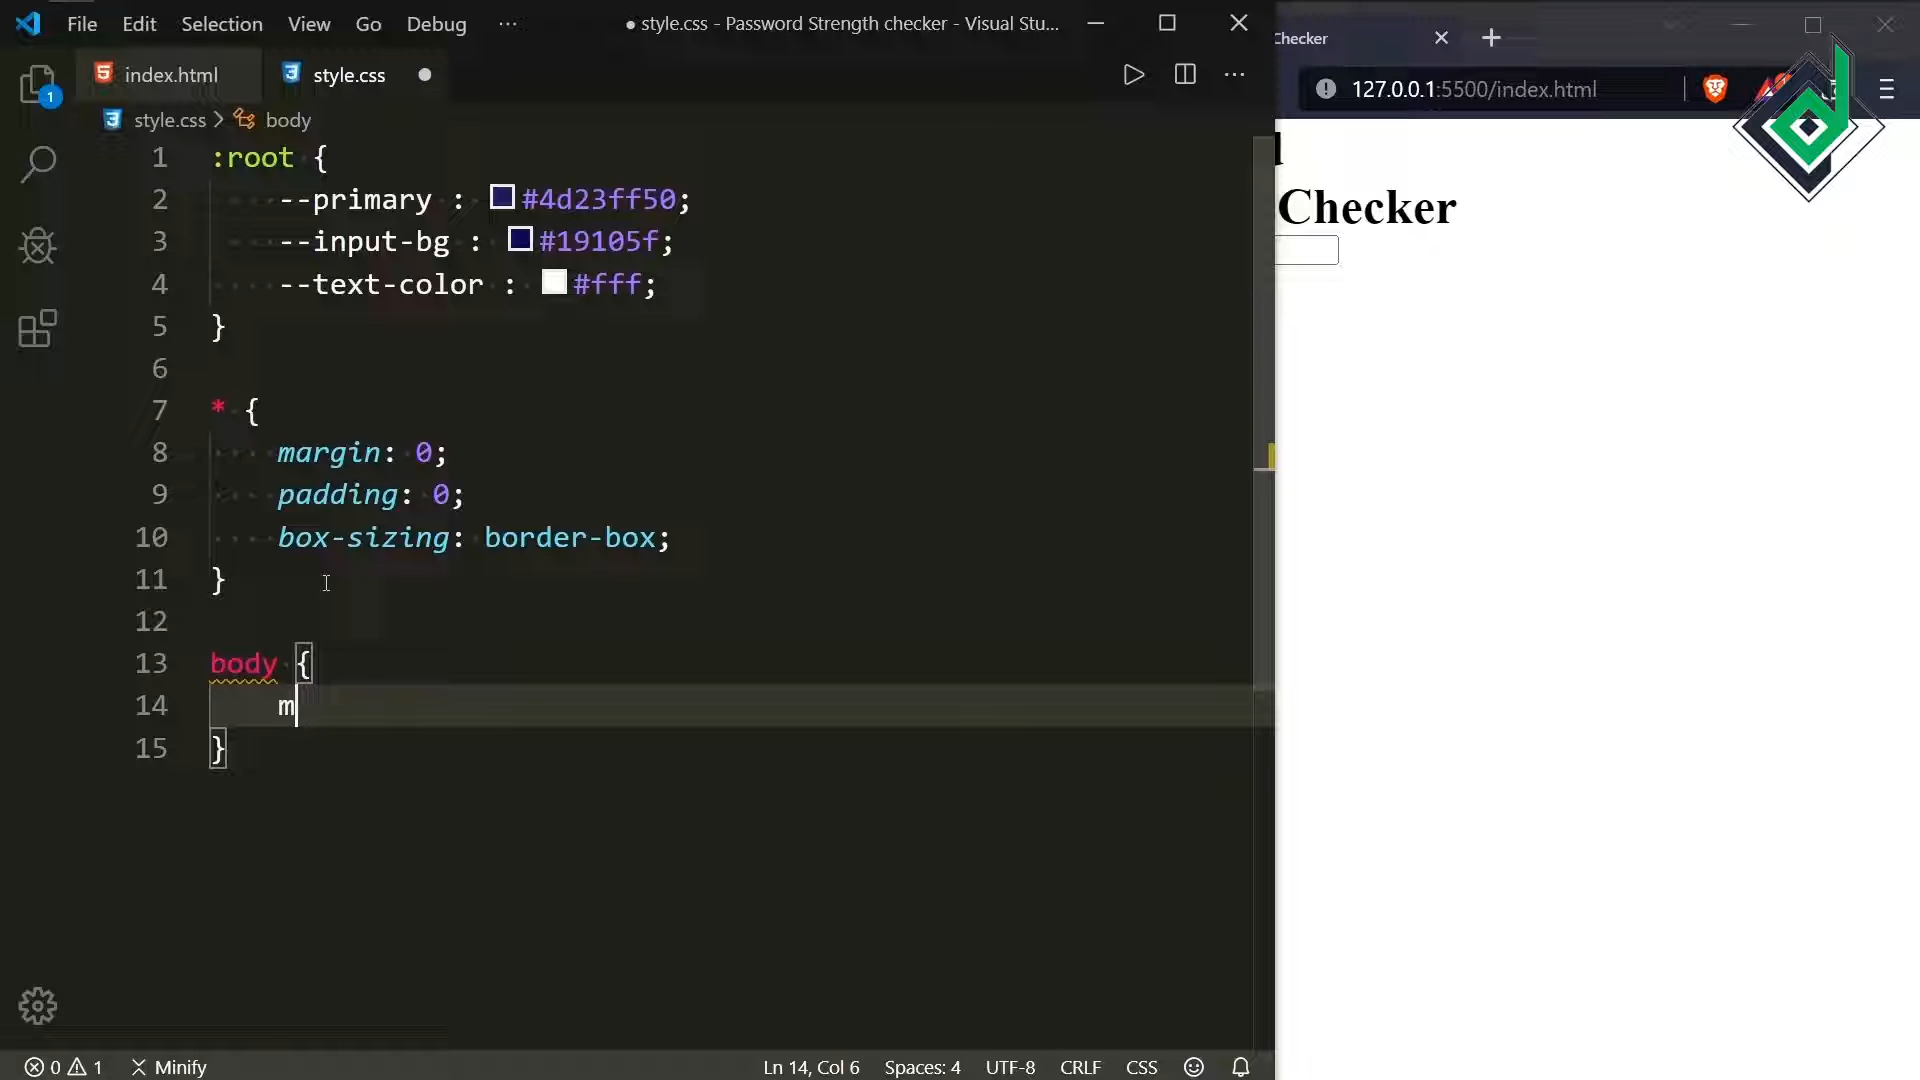 File Edit Selection View Go Debug ···
● style.css - Password Strength checker - Visual Stu...
index.html
style.css
style.css > body
1 :root {
2 --primary : #4d23ff50;
3 --input-bg : #19105f;
4 --text-color : #fff;
5 }
6
7 * {
8 margin: 0;
9 padding: 0;
10 box-sizing: border-box;
11 }
12
13 body {
14 m
15 }
0 1 Minify
Ln 14, Col 6 Spaces: 4 UTF-8 CRLF CSS
1
Checker
127.0.0.1:5500/index.html
Checker